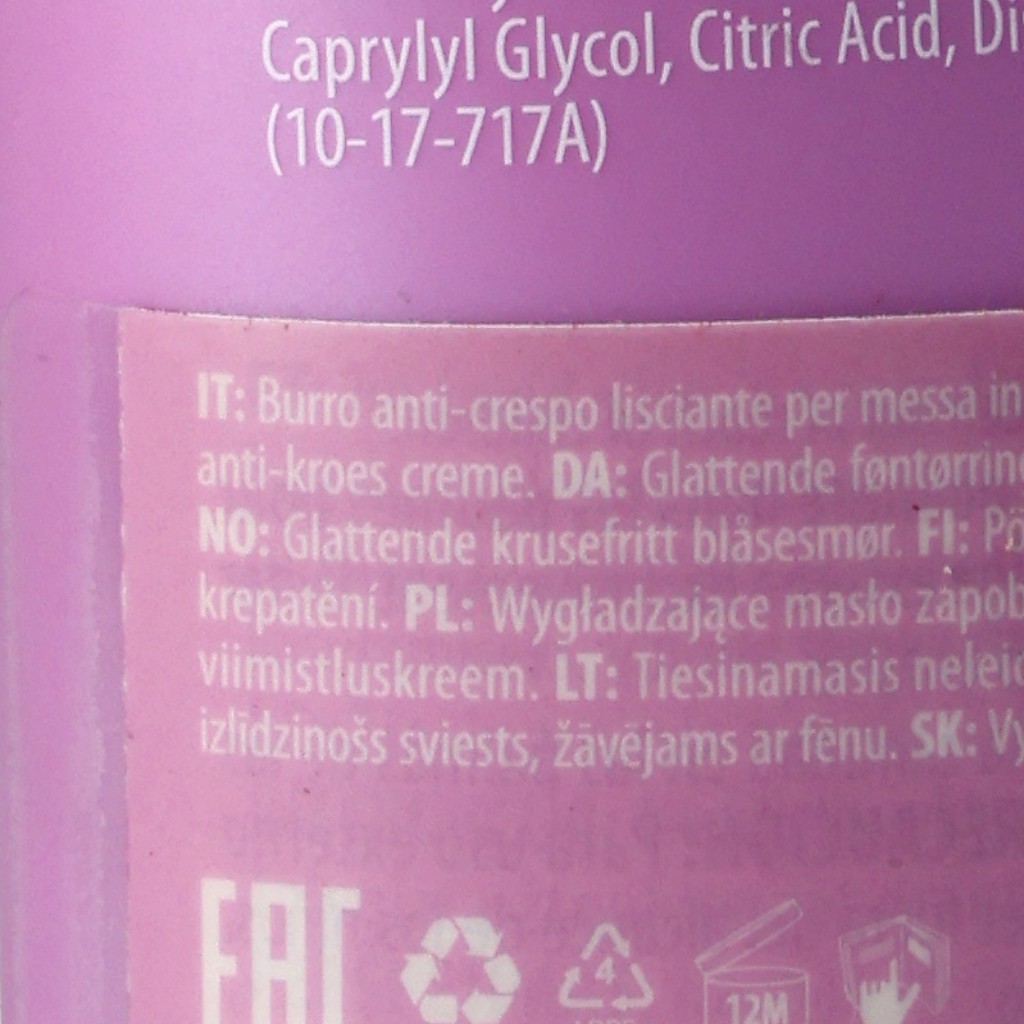 Caprylyl Glycol, Citric Acid, Di
(10-17-717A)
IT: Burro anti-crespo lisciante per messa in
anti-kroes creme. DA: Glattende føntørrin
NO: Glattende krusefritt blåsesmør. FI: Pö
krepatění. PL: Wygładzające masło zapob
viimistluskreem. LT: Tiesinamasis neleid
izlīdzinošs sviests, žāvējams ar fēnu. SK: Vy
EAC
4
12M